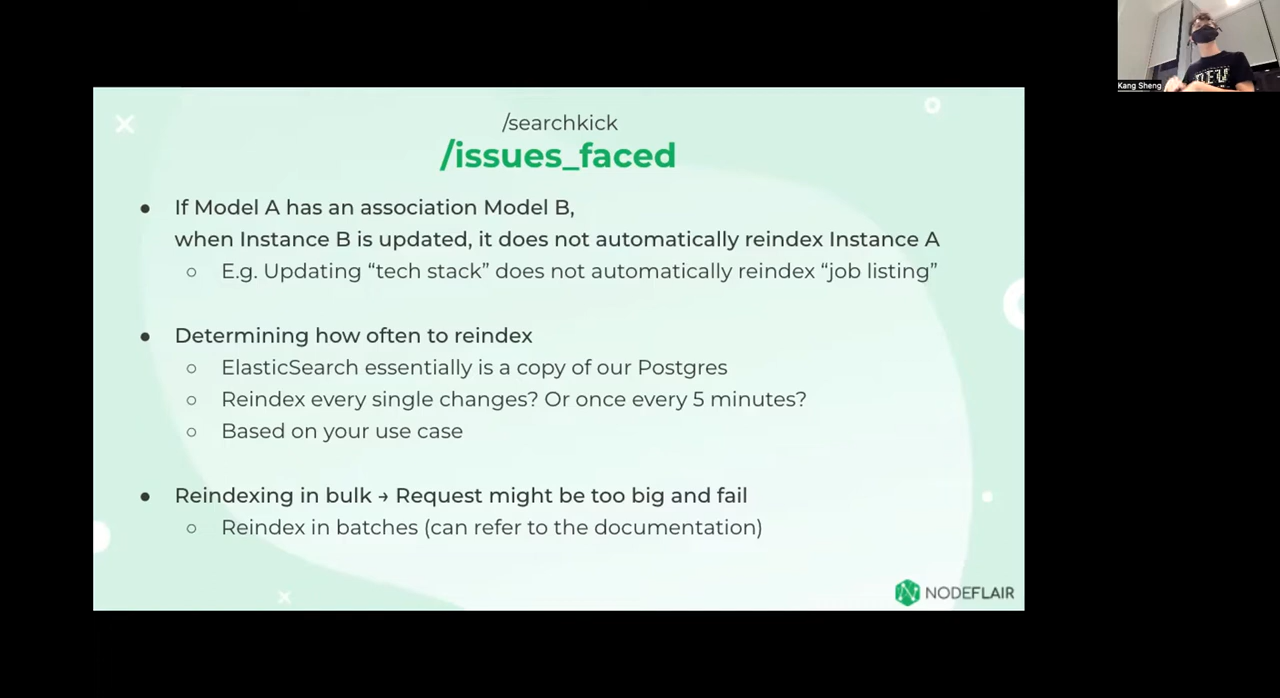 Kang Sheng
/searchkick
/issues_faced
● If Model A has an association Model B,
when Instance B is updated, it does not automatically reindex Instance A
○ E.g. Updating “tech stack” does not automatically reindex “job listing”
● Determining how often to reindex
○ ElasticSearch essentially is a copy of our Postgres
○ Reindex every single changes? Or once every 5 minutes?
○ Based on your use case
● Reindexing in bulk → Request might be too big and fail
○ Reindex in batches (can refer to the documentation)
NODEFLAIR